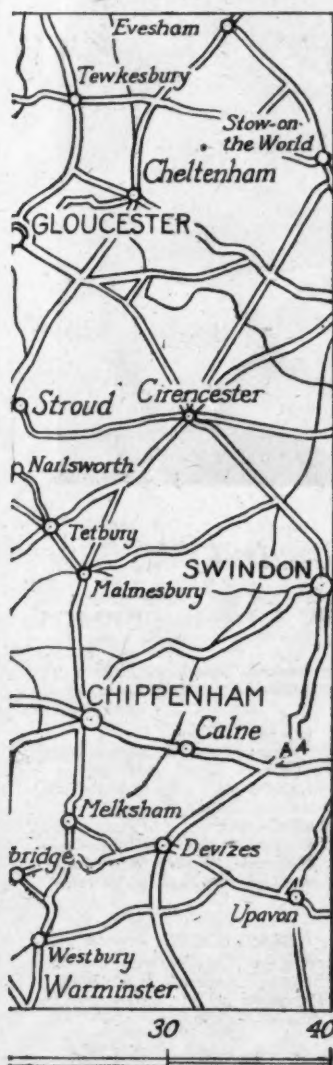 Evesham
Tewkesbury
Stow-on-
the World
Cheltenham
GLOUCESTER
Stroud
Cirencester
Nailsworth
Tetbury
SWINDON
Malmesbury
CHIPPENHAM
Calne
A4
Melksham
bridge
Devizes
Upavon
Westbury
Warminster
30
40